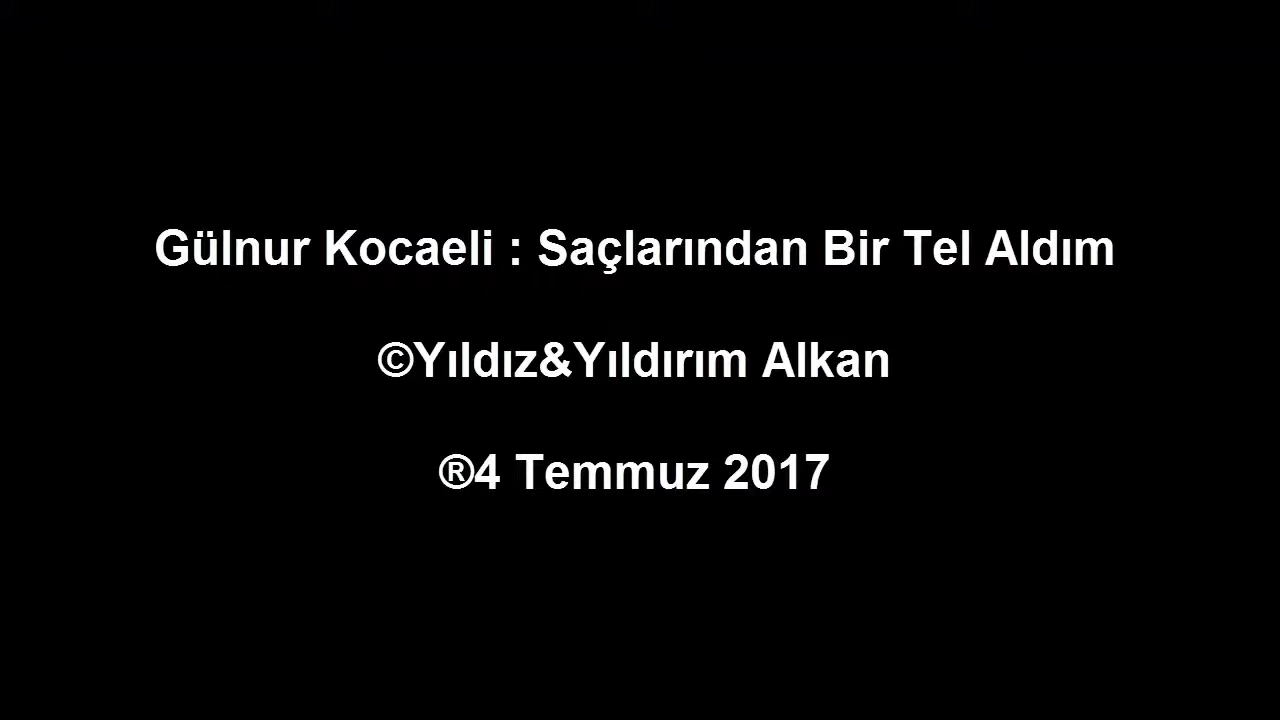 Gülnur Kocaeli : Saçlarından Bir Tel Aldım
©Yıldız&Yıldırım Alkan
®4 Temmuz 2017